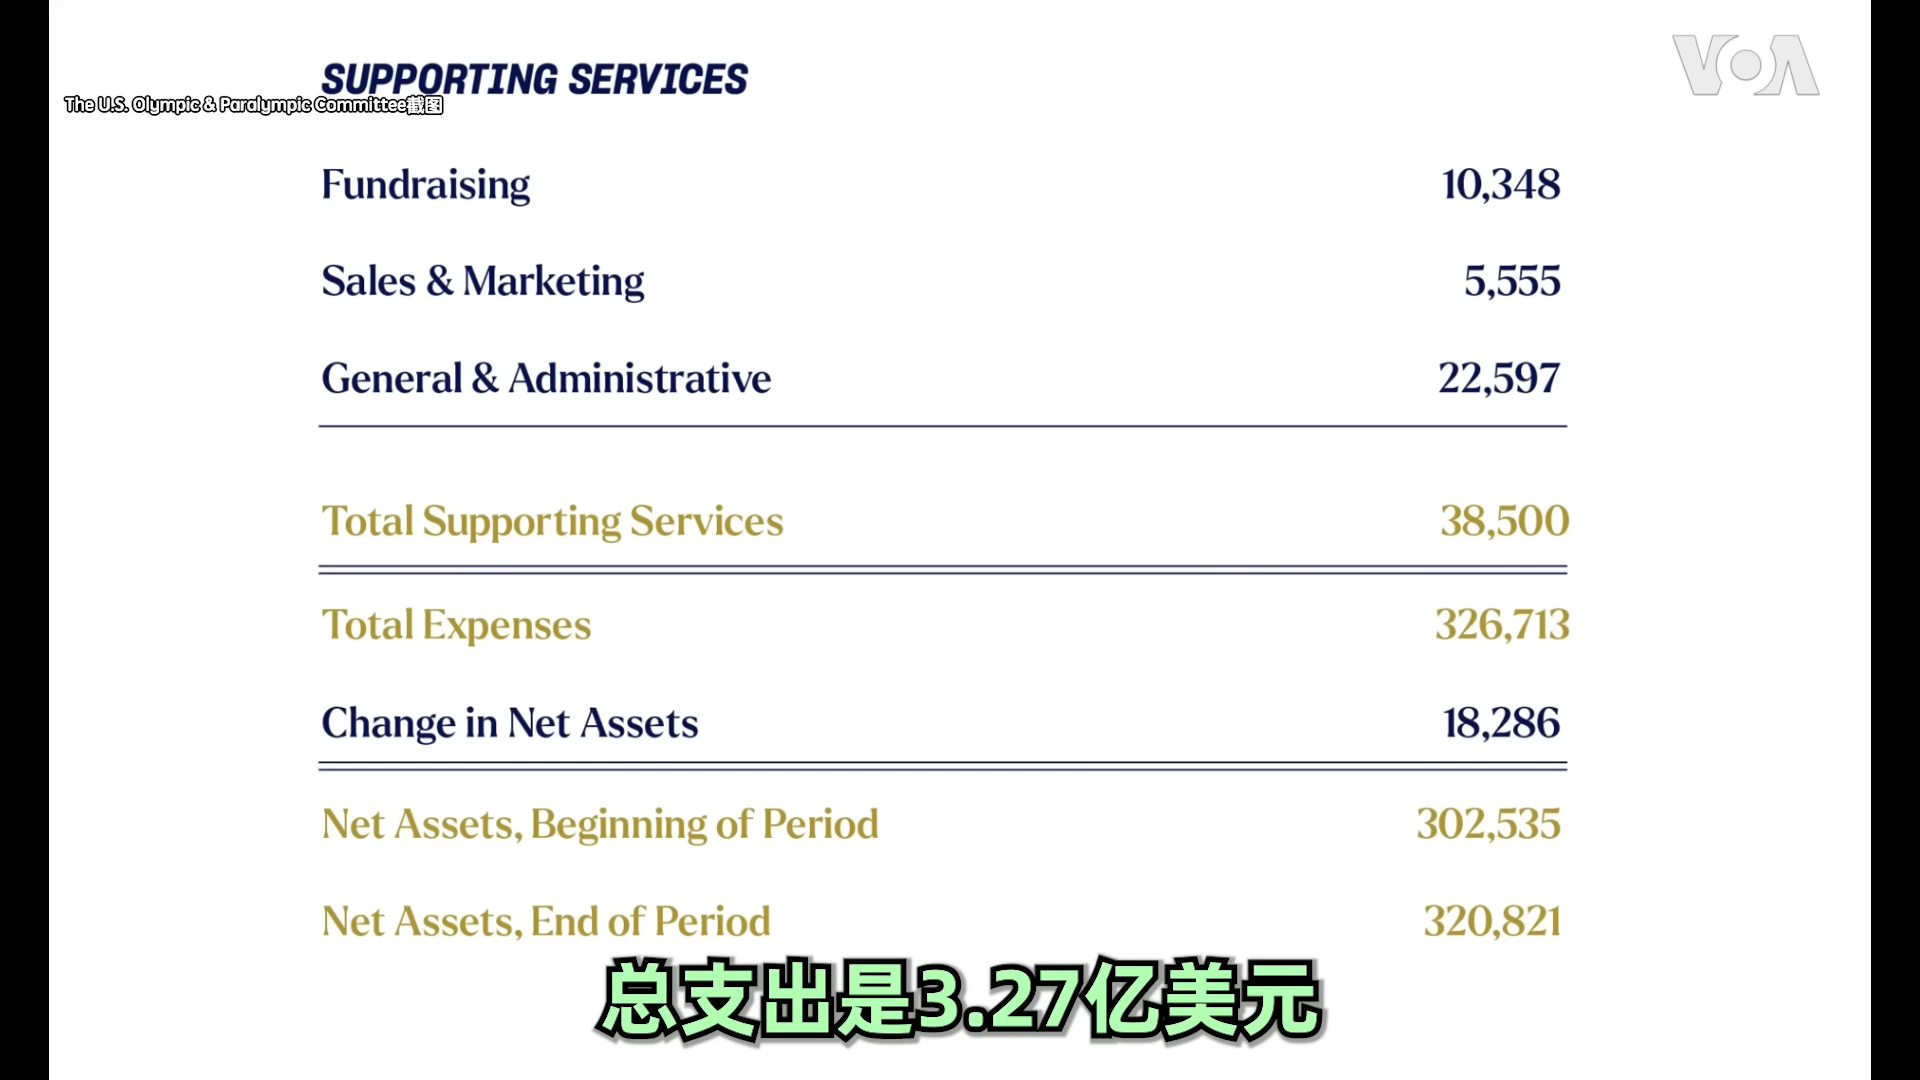 VOA
SUPPORTING SERVICES
The U.S. Olympic & Paralympic Committee截图
Fundraising 10,348
Sales & Marketing 5,555
General & Administrative 22,597
Total Supporting Services 38,500
Total Expenses 326,713
Change in Net Assets 18,286
Net Assets, Beginning of Period 302,535
Net Assets, End of Period 320,821
总支出是3.27亿美元